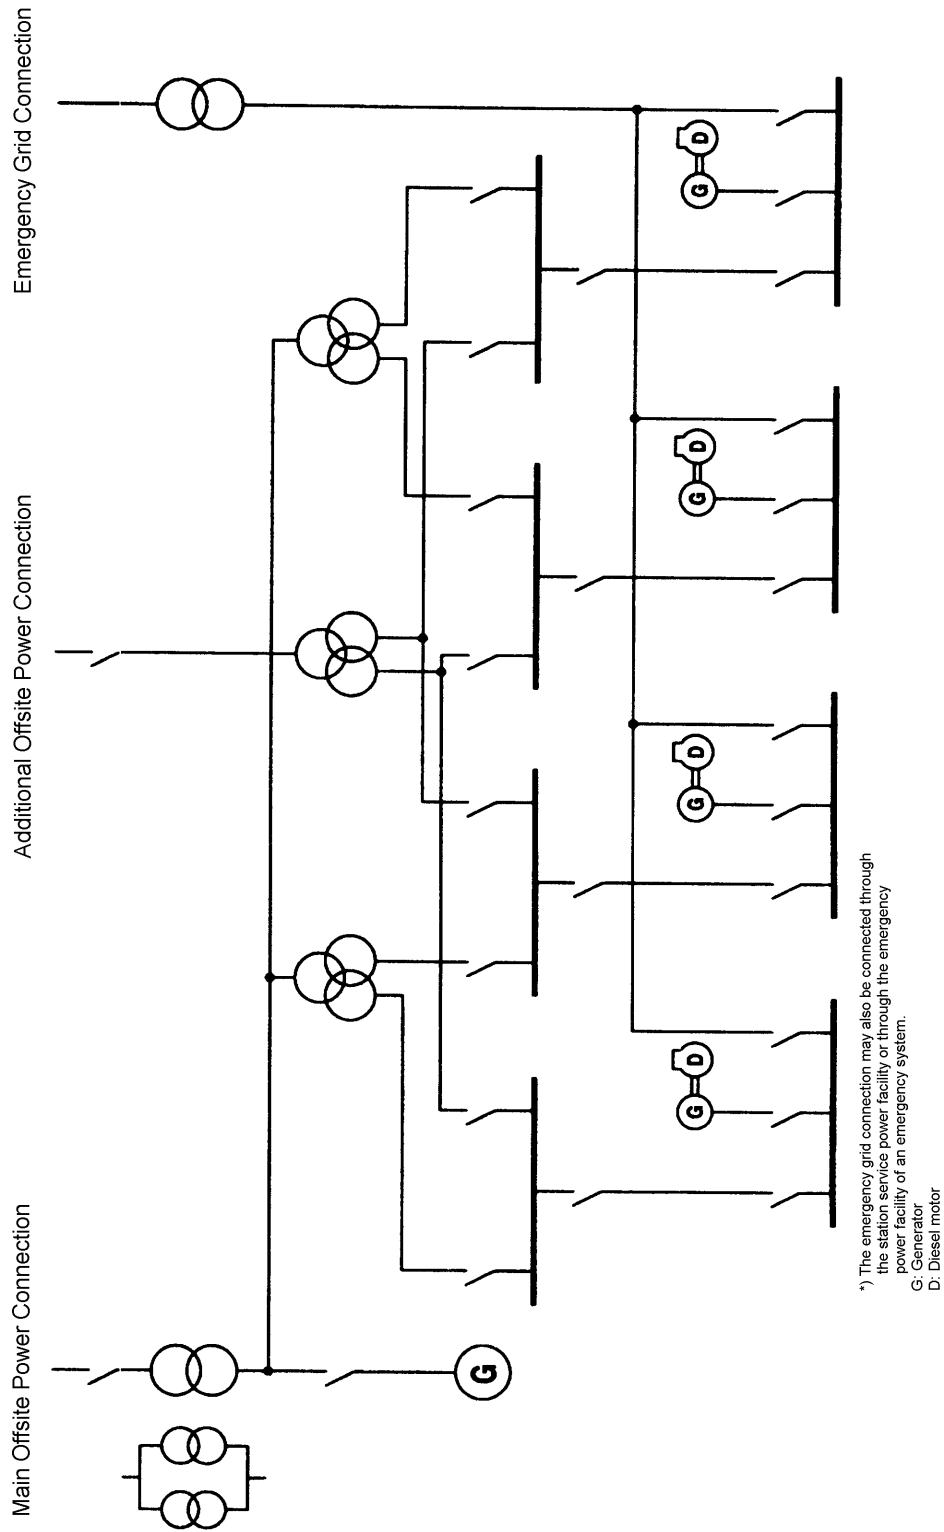 Main Offsite Power Connection
Additional Offsite Power Connection
Emergency Grid Connection
G
D
G
D
G
D
G
D
G
*) The emergency grid connection may also be connected through
the station service power facility or through the emergency
power facility of an emergency system.
G: Generator
D: Diesel motor